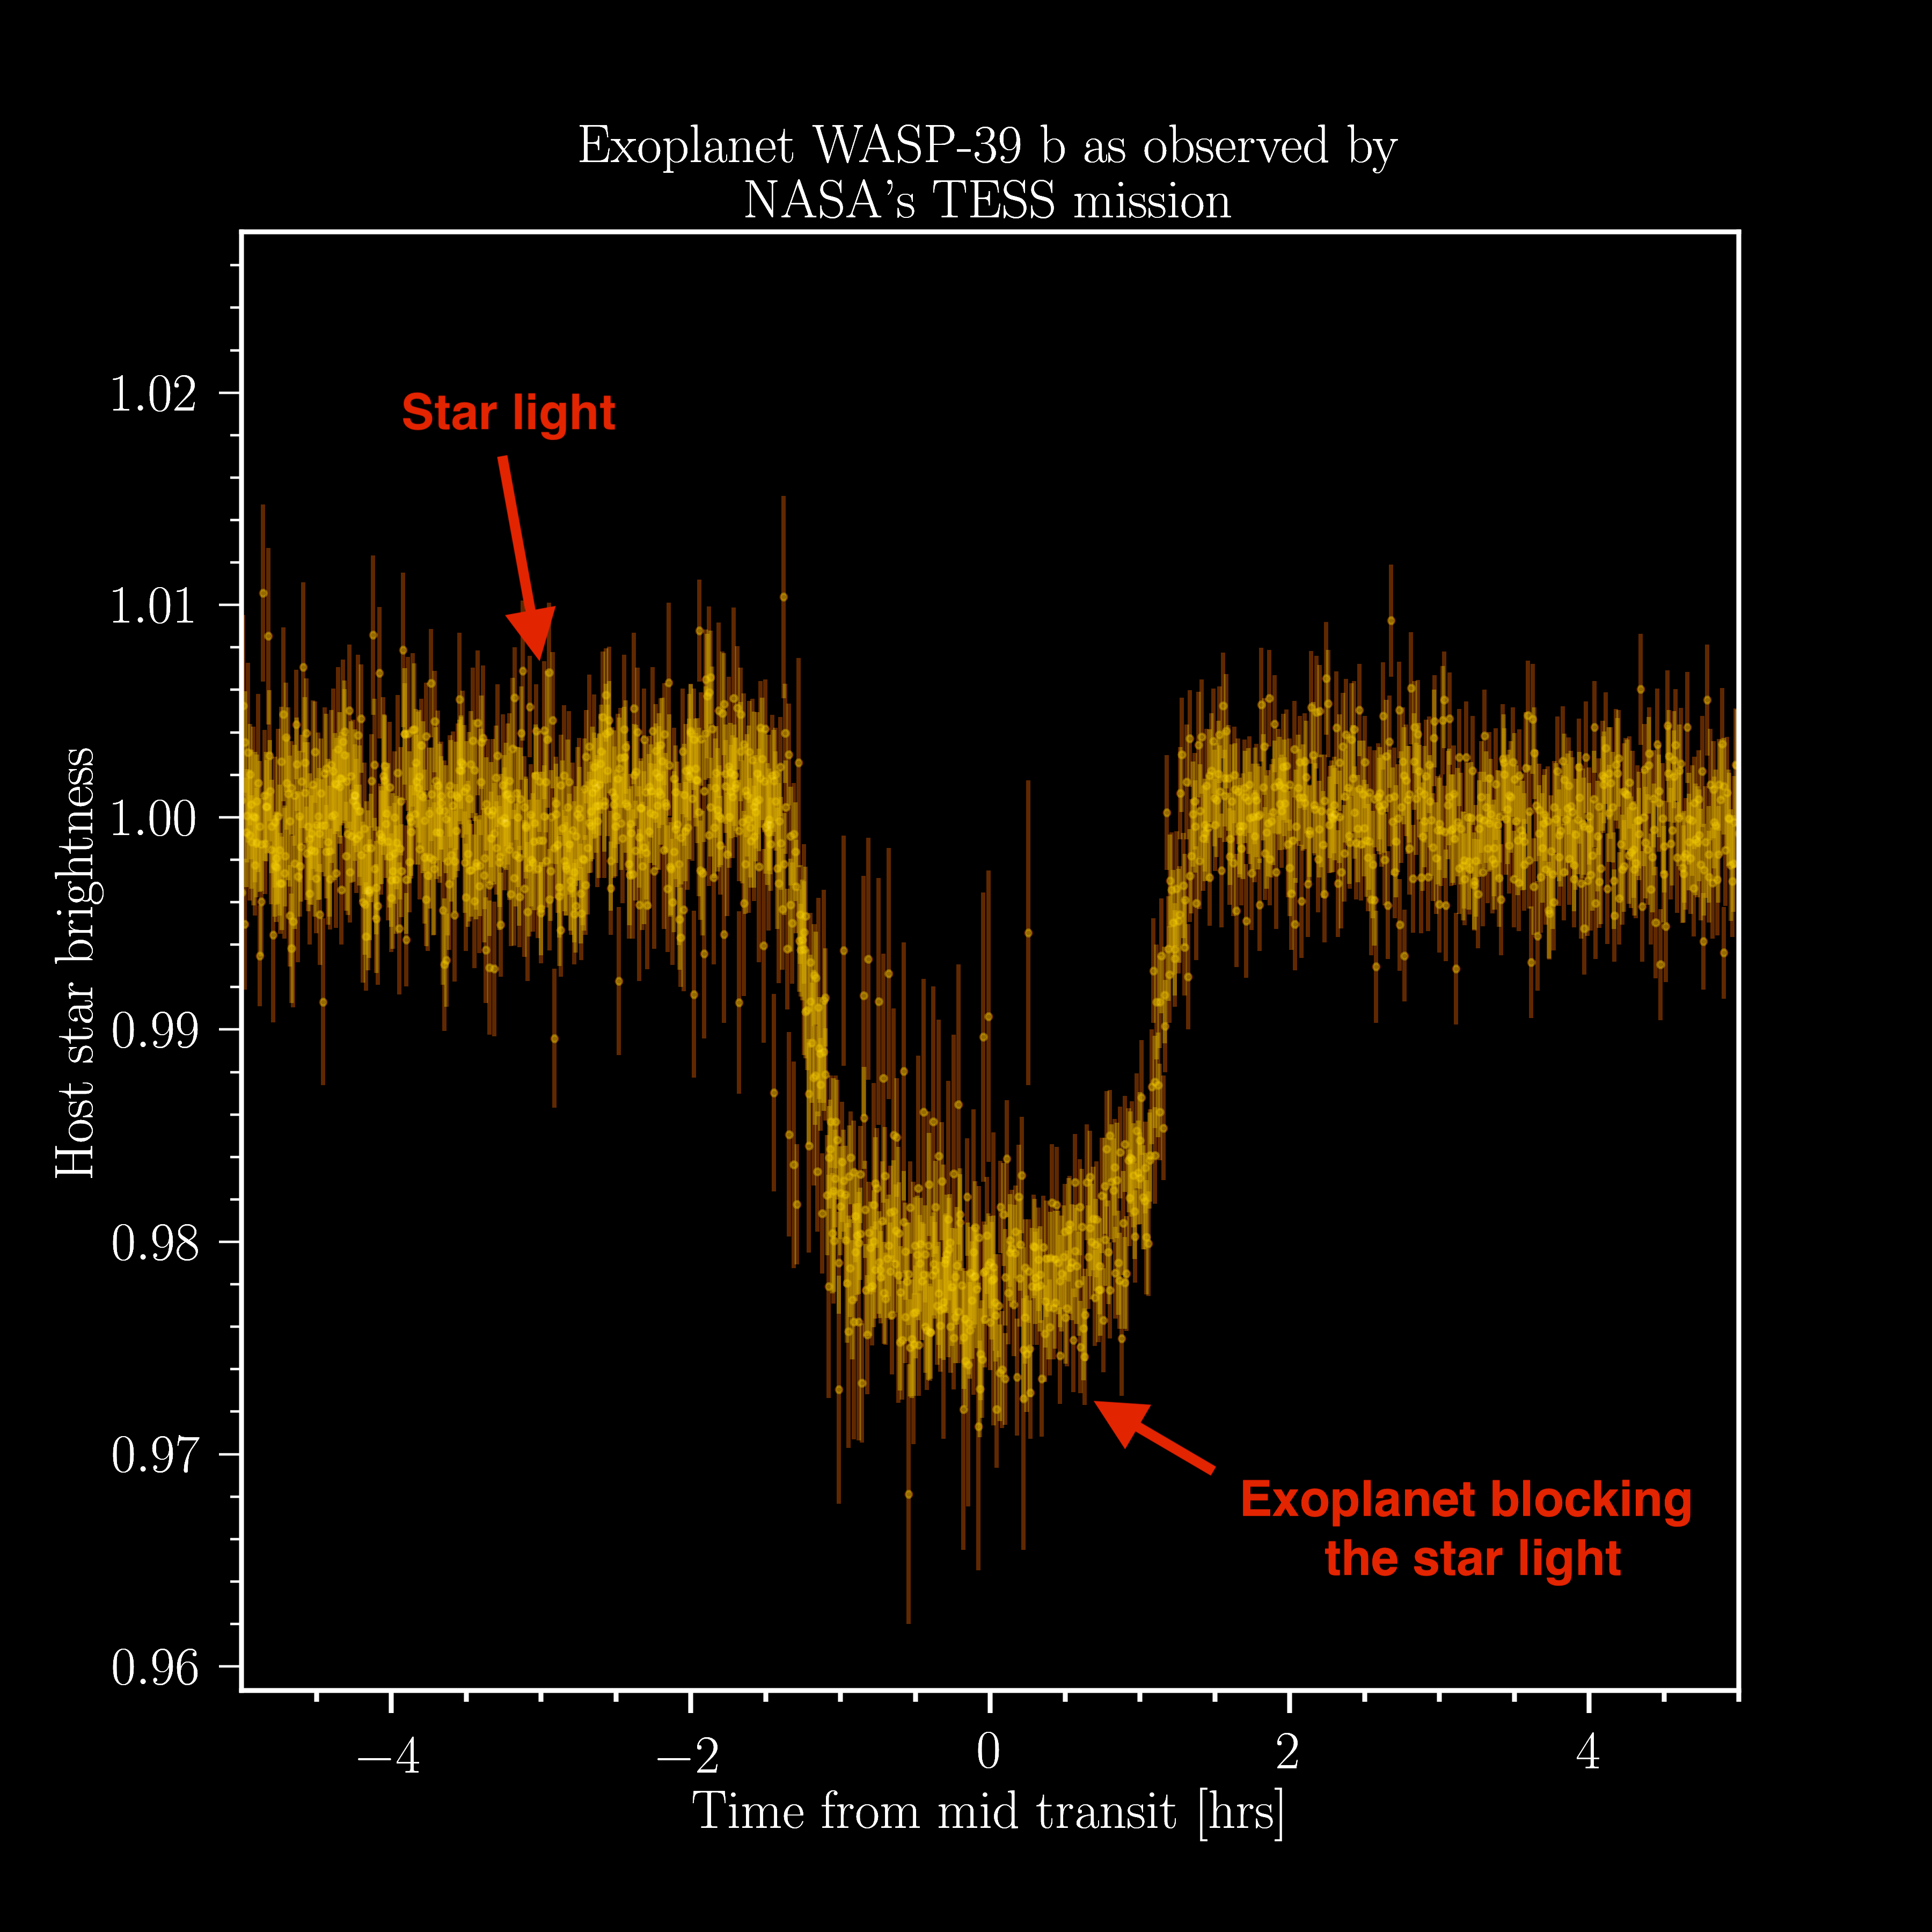 Exoplanet WASP-39 b as observed by
NASA's TESS mission
Star light
1.02
1.01
1.00
0.99
0.98
0.97
0.96
Host star brightness
Exoplanet blocking
the star light
−4
−2
0
2
4
Time from mid transit [hrs]